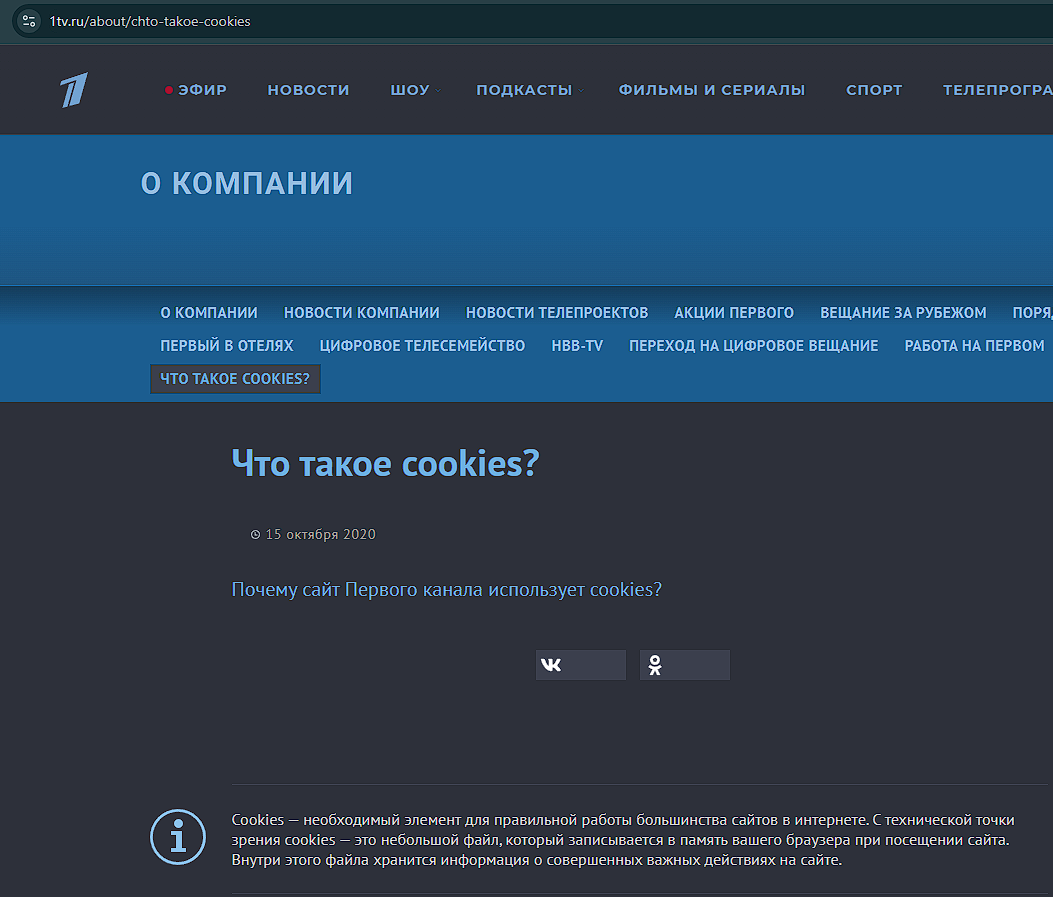 1tv.ru/about/chto-takoe-cookies
ЭФИР НОВОСТИ ШОУ ПОДКАСТЫ ФИЛЬМЫ И СЕРИАЛЫ СПОРТ ТЕЛЕПРОГРА
О КОМПАНИИ
О КОМПАНИИ НОВОСТИ КОМПАНИИ НОВОСТИ ТЕЛЕПРОЕКТОВ АКЦИИ ПЕРВОГО ВЕЩАНИЕ ЗА РУБЕЖОМ ПОРЯ
ПЕРВЫЙ В ОТЕЛЯХ ЦИФРОВОЕ ТЕЛЕСЕМЕЙСТВО HBB-TV ПЕРЕХОД НА ЦИФРОВОЕ ВЕЩАНИЕ РАБОТА НА ПЕРВОМ
ЧТО ТАКОЕ COOKIES?
Что такое cookies?
15 октября 2020
Почему сайт Первого канала использует cookies?
Cookies — необходимый элемент для правильной работы большинства сайтов в интернете. С технической точки
зрения cookies — это небольшой файл, который записывается в память вашего браузера при посещении сайта.
Внутри этого файла хранится информация о совершенных важных действиях на сайте.